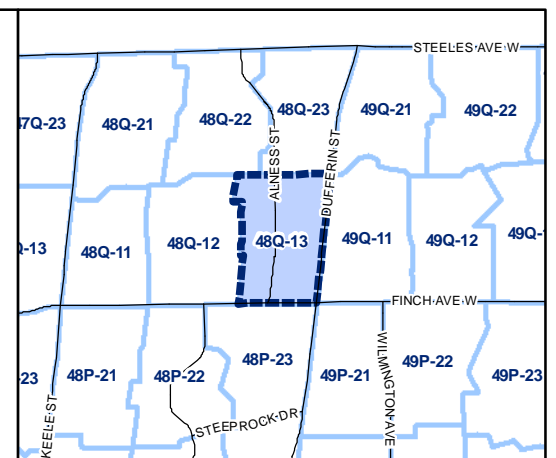 STEELES AVE W
47Q-23
48Q-21
48Q-22
48Q-23
49Q-21
49Q-22
ALNESS ST
DUFFERIN ST
Q-13
48Q-11
48Q-12
48Q-13
49Q-11
49Q-12
49Q-
FINCH AVE W
23
48P-21
48P-22
48P-23
49P-21
49P-22
49P-23
WILMINGTON AVE
KEELE ST
STEEPROCK DR